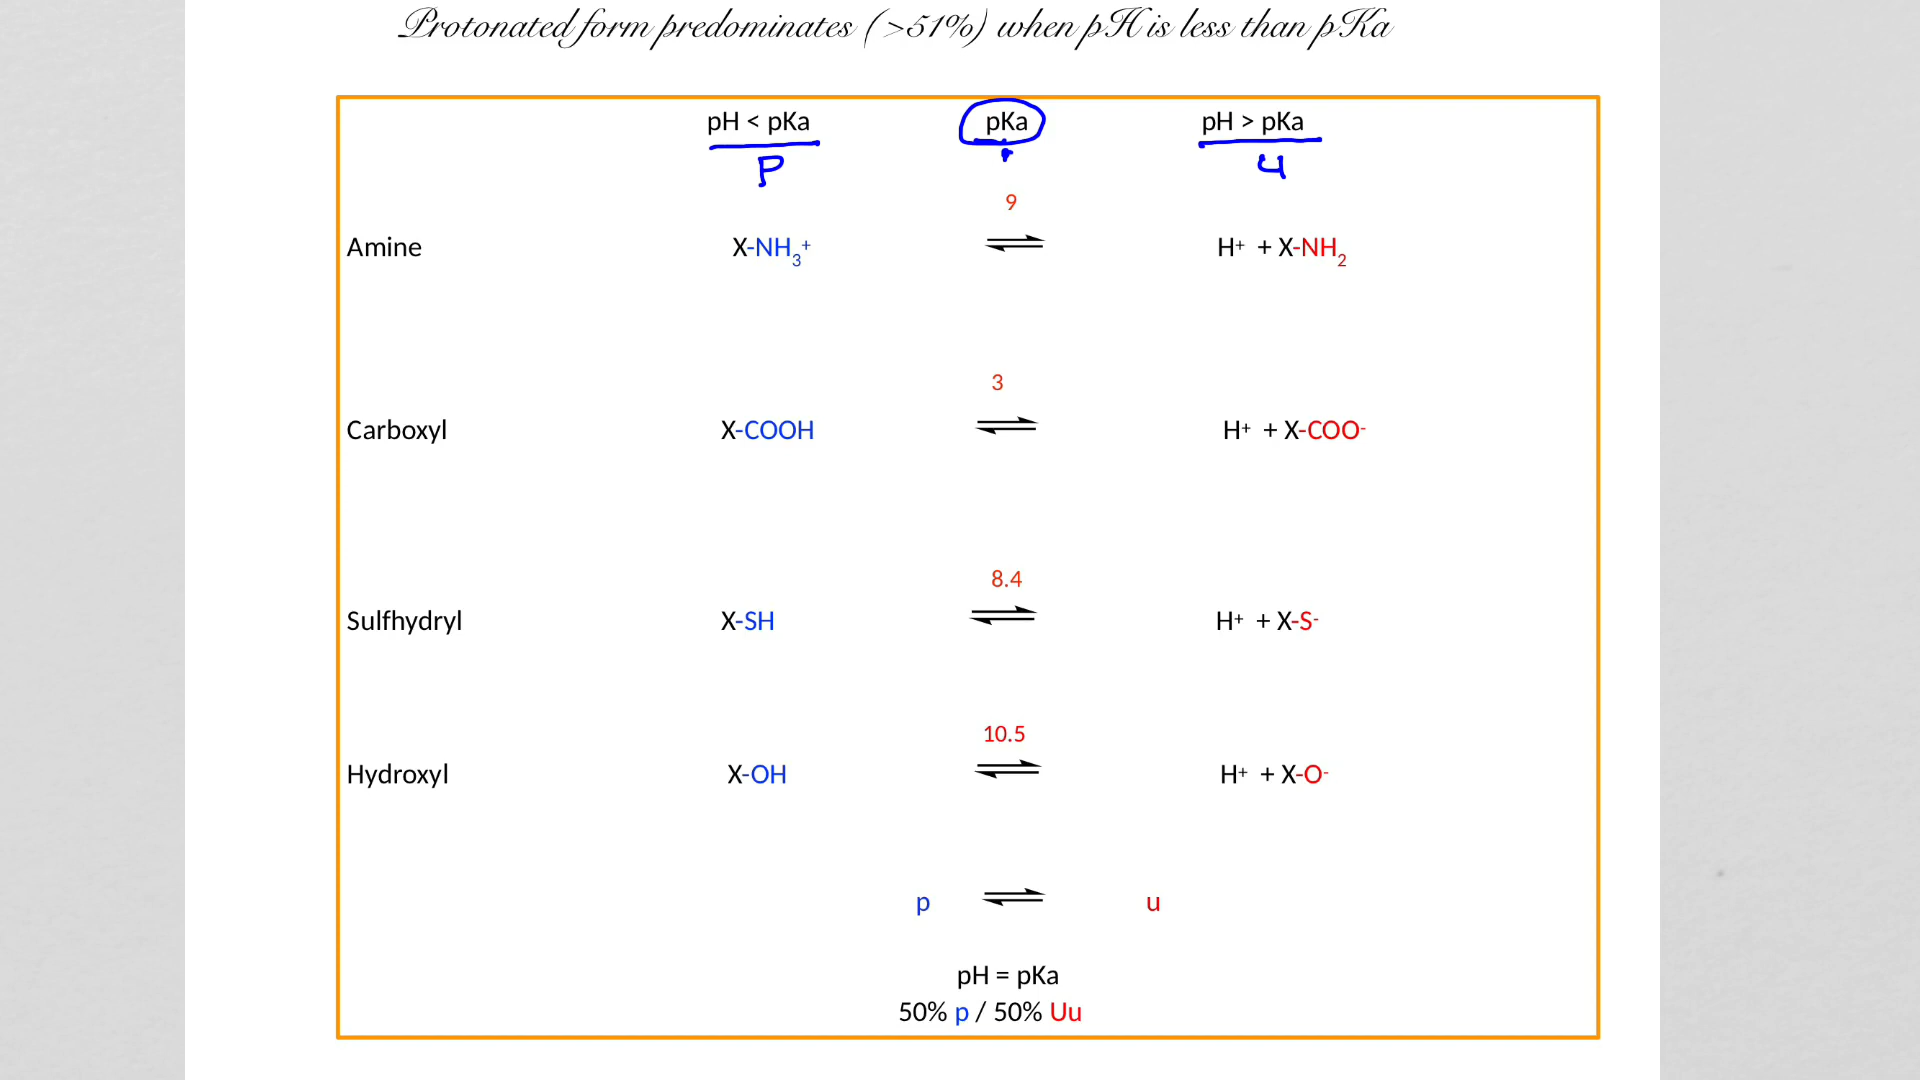 Protonated form predominates (>51%) when pH is less than pKa
pH < pKa pKa pH > pKa
P u
9
Amine X-NH₃⁺ ⇌ H⁺ + X-NH₂
3
Carboxyl X-COOH ⇌ H⁺ + X-COO⁻
8.4
Sulfhydryl X-SH ⇌ H⁺ + X-S⁻
10.5
Hydroxyl X-OH ⇌ H⁺ + X-O⁻
p ⇌ u
pH = pKa
50% p / 50% Uu